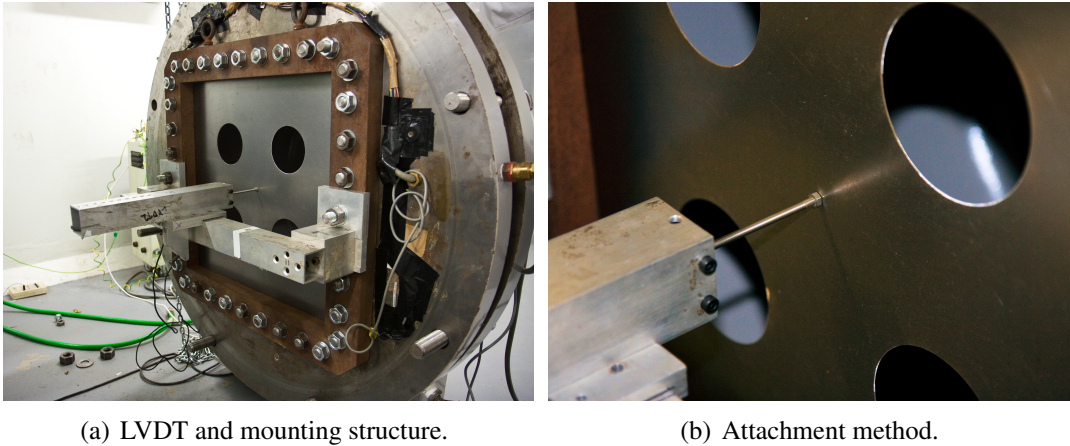 (a) LVDT and mounting structure.
(b) Attachment method.